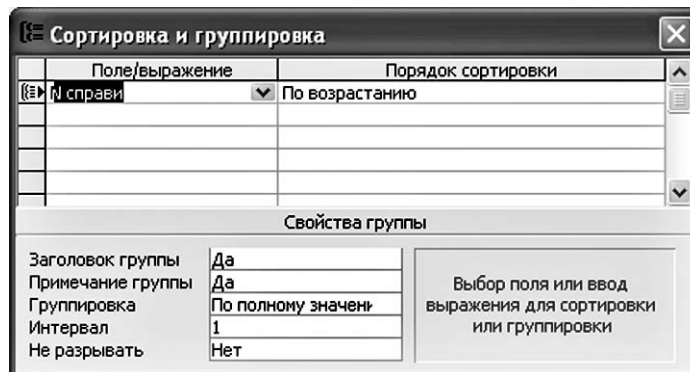 Сортировка и группировка
Поле/выражение Порядок сортировки
N справи По возрастанию
Свойства группы
Заголовок группы Да
Примечание группы Да
Группировка По полному значени
Интервал 1
Не разрывать Нет
Выбор поля или ввод
выражения для сортировки
или группировки